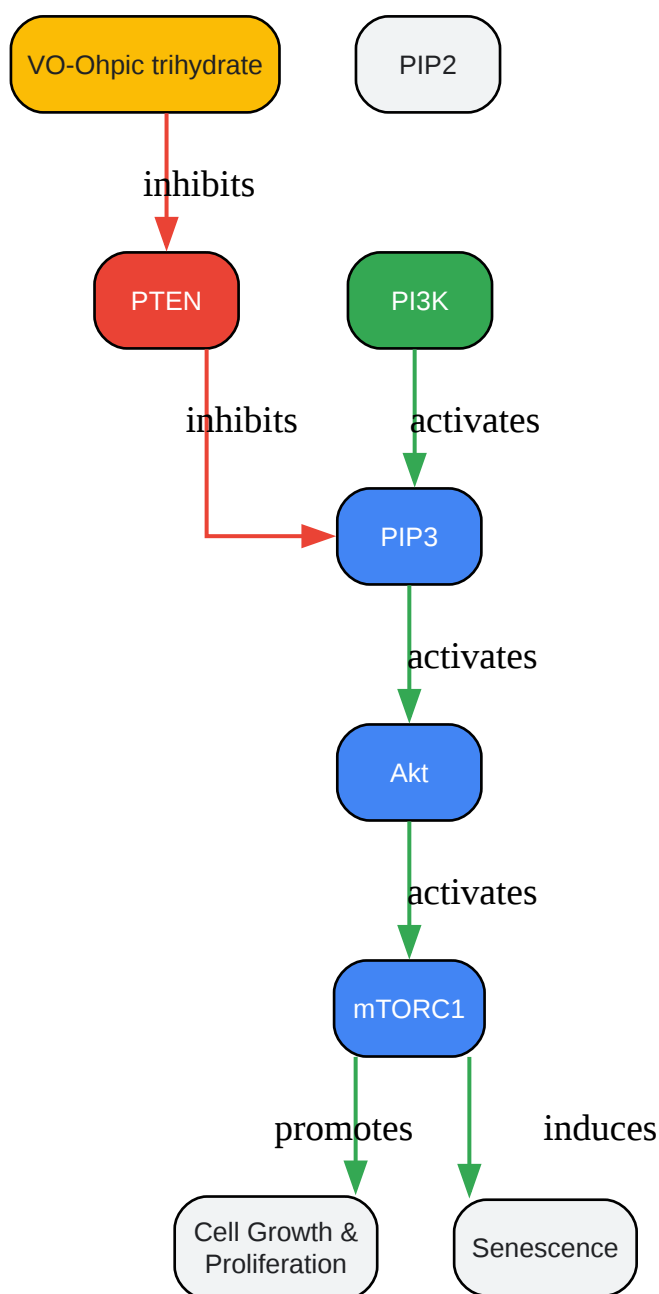 VO-Ohpic trihydrate
PIP2
inhibits
PTEN
PI3K
inhibits
activates
PIP3
activates
Akt
activates
mTORC1
promotes
induces
Cell Growth &
Proliferation
Senescence